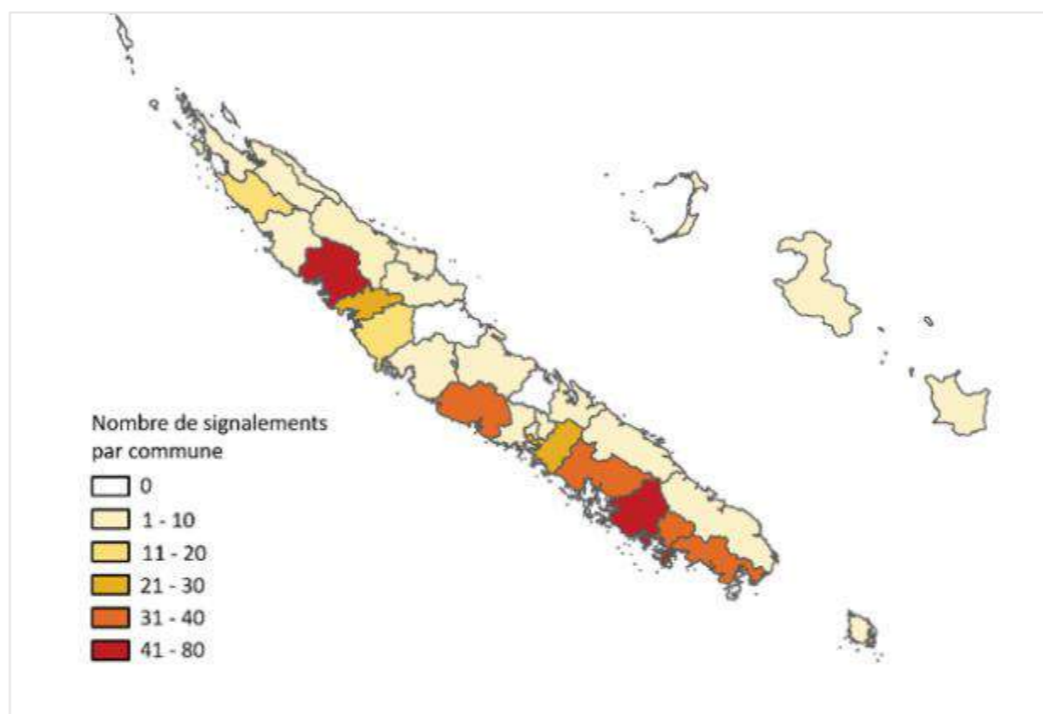 Nombre de signalements
par commune
0
1 - 10
11 - 20
21 - 30
31 - 40
41 - 80